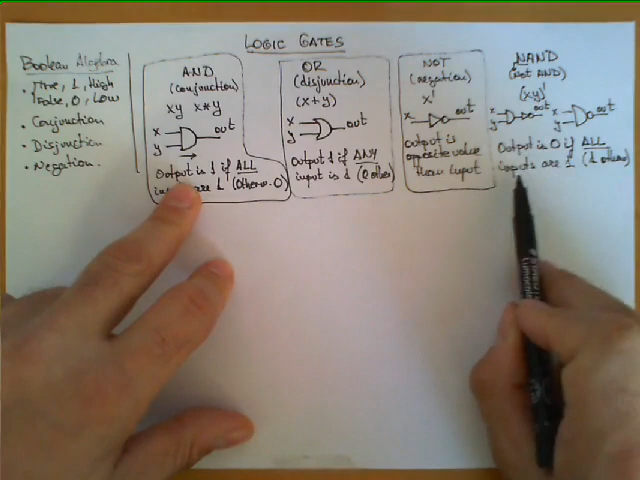 LOGIC GATES
Boolean Algebra
• True, 1, High
False, 0, Low
• Conjunction
• Disjunction
• Negation.
AND
(conjunction)
xy x*y
x
y
out
Output is 1 if ALL
are 1 (Otherw. 0)
OR
(disjunction)
(x+y)
x
y
out
Output 1 if ANY
input is 1 (0 other)
NOT
(negation)
x'
x
out
Output is
opposite value
than input
NAND
(Not AND)
(xy)'
x
y
out
x
y
out
Output is 0 if ALL
inputs are 1 (1 other)